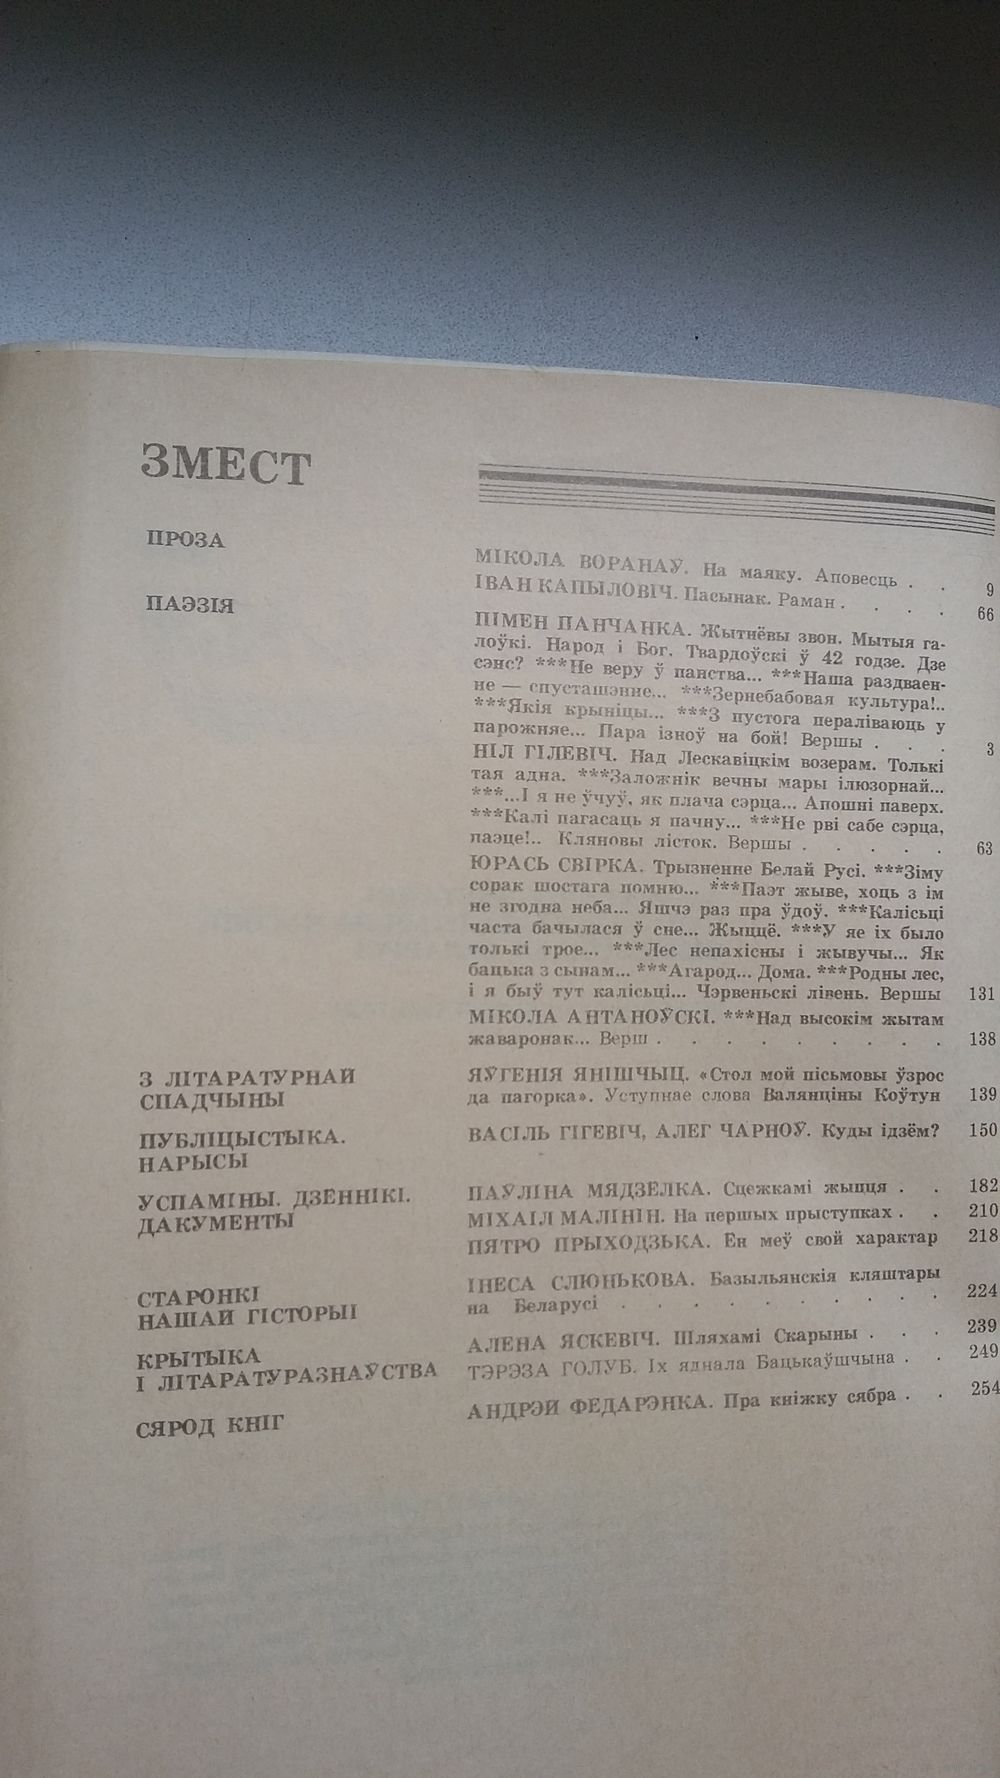 ЗМЕСТ
ПРОЗА
МІКОЛА ВОРАНАЎ. На маяку. Аповесць . . 9
ІВАН КАПЫЛОВІЧ. Пасынак. Раман . . . . 66
ПАЭЗІЯ
ПІМЕН ПАНЧАНКА. Жытнёвы звон. Мытыя га-
лоўкі. Народ і Бог. Твардоўскі ў 42 годзе. Дзе
сэнс? ***Не веру ў панства... ***Наша раздваен-
не — спусташэнне... ***Зернебабовая культура!..
***Якія крыніцы... ***З пустога пераліваюць у
парожняе... Пара ізноў на бой! Вершы . . . 3
НІЛ ГІЛЕВІЧ. Над Лескавіцкім возерам. Толькі
тая адна. ***Заложнік вечны мары ілюзорнай...
***...І я не ўчуў, як плача сэрца... Апошні паверх.
***Калі пагасаць я пачну... ***Не рві сабе сэрца,
паэце!.. Кляновы лісток. Вершы . . . . . 63
ЮРАСЬ СВІРКА. Трызненне Белай Русі. ***Зіму
сорак шостага помню... ***Паэт жыве, хоць з ім
не згодна неба... Яшчэ раз пра ўдоў. ***Калісьці
часта бачылася ў сне... Жыццё. ***У яе іх было
толькі трое... ***Лес непахісны і жывучы... Як
бацька з сынам... ***Агарод... Дома. ***Родны лес,
і я быў тут калісьці... Чэрвеньскі лівень. Вершы 131
МІКОЛА АНТАНОЎСКІ. ***Над высокім жытам
жаваронак... Верш . . . . . . . . . 138
З ЛІТАРАТУРНАЙ
СПАДЧЫНЫ
ЯЎГЕНІЯ ЯНІШЧЫЦ. «Стол мой пісьмовы ўзрос
да пагорка». Уступнае слова Валянціны Коўтун 139
ПУБЛІЦЫСТЫКА.
НАРЫСЫ
ВАСІЛЬ ГІГЕВІЧ, АЛЕГ ЧАРНОЎ. Куды ідзём? 150
УСПАМІНЫ. ДЗЁННІКІ.
ДАКУМЕНТЫ
ПАЎЛІНА МЯДЗЁЛКА. Сцежкамі жыцця . . 182
МІХАІЛ МАЛІНІН. На першых прыступках . . 210
ПЯТРО ПРЫХОДЗЬКА. Ён меў свой характар 218
СТАРОНКІ
НАШАЙ ГІСТОРЫІ
ІНЕСА СЛЮНЬКОВА. Базыльянскія кляштары
на Беларусі . . . . . . . . . 224
КРЫТЫКА
І ЛІТАРАТУРАЗНАЎСТВА
АЛЕНА ЯСКЕВІЧ. Шляхамі Скарыны . . . 239
ТЭРЭЗА ГОЛУБ. Іх яднала Бацькаўшчына . . 249
СЯРОД КНІГ
АНДРЭЙ ФЕДАРЭНКА. Пра кніжку сябра . . 254